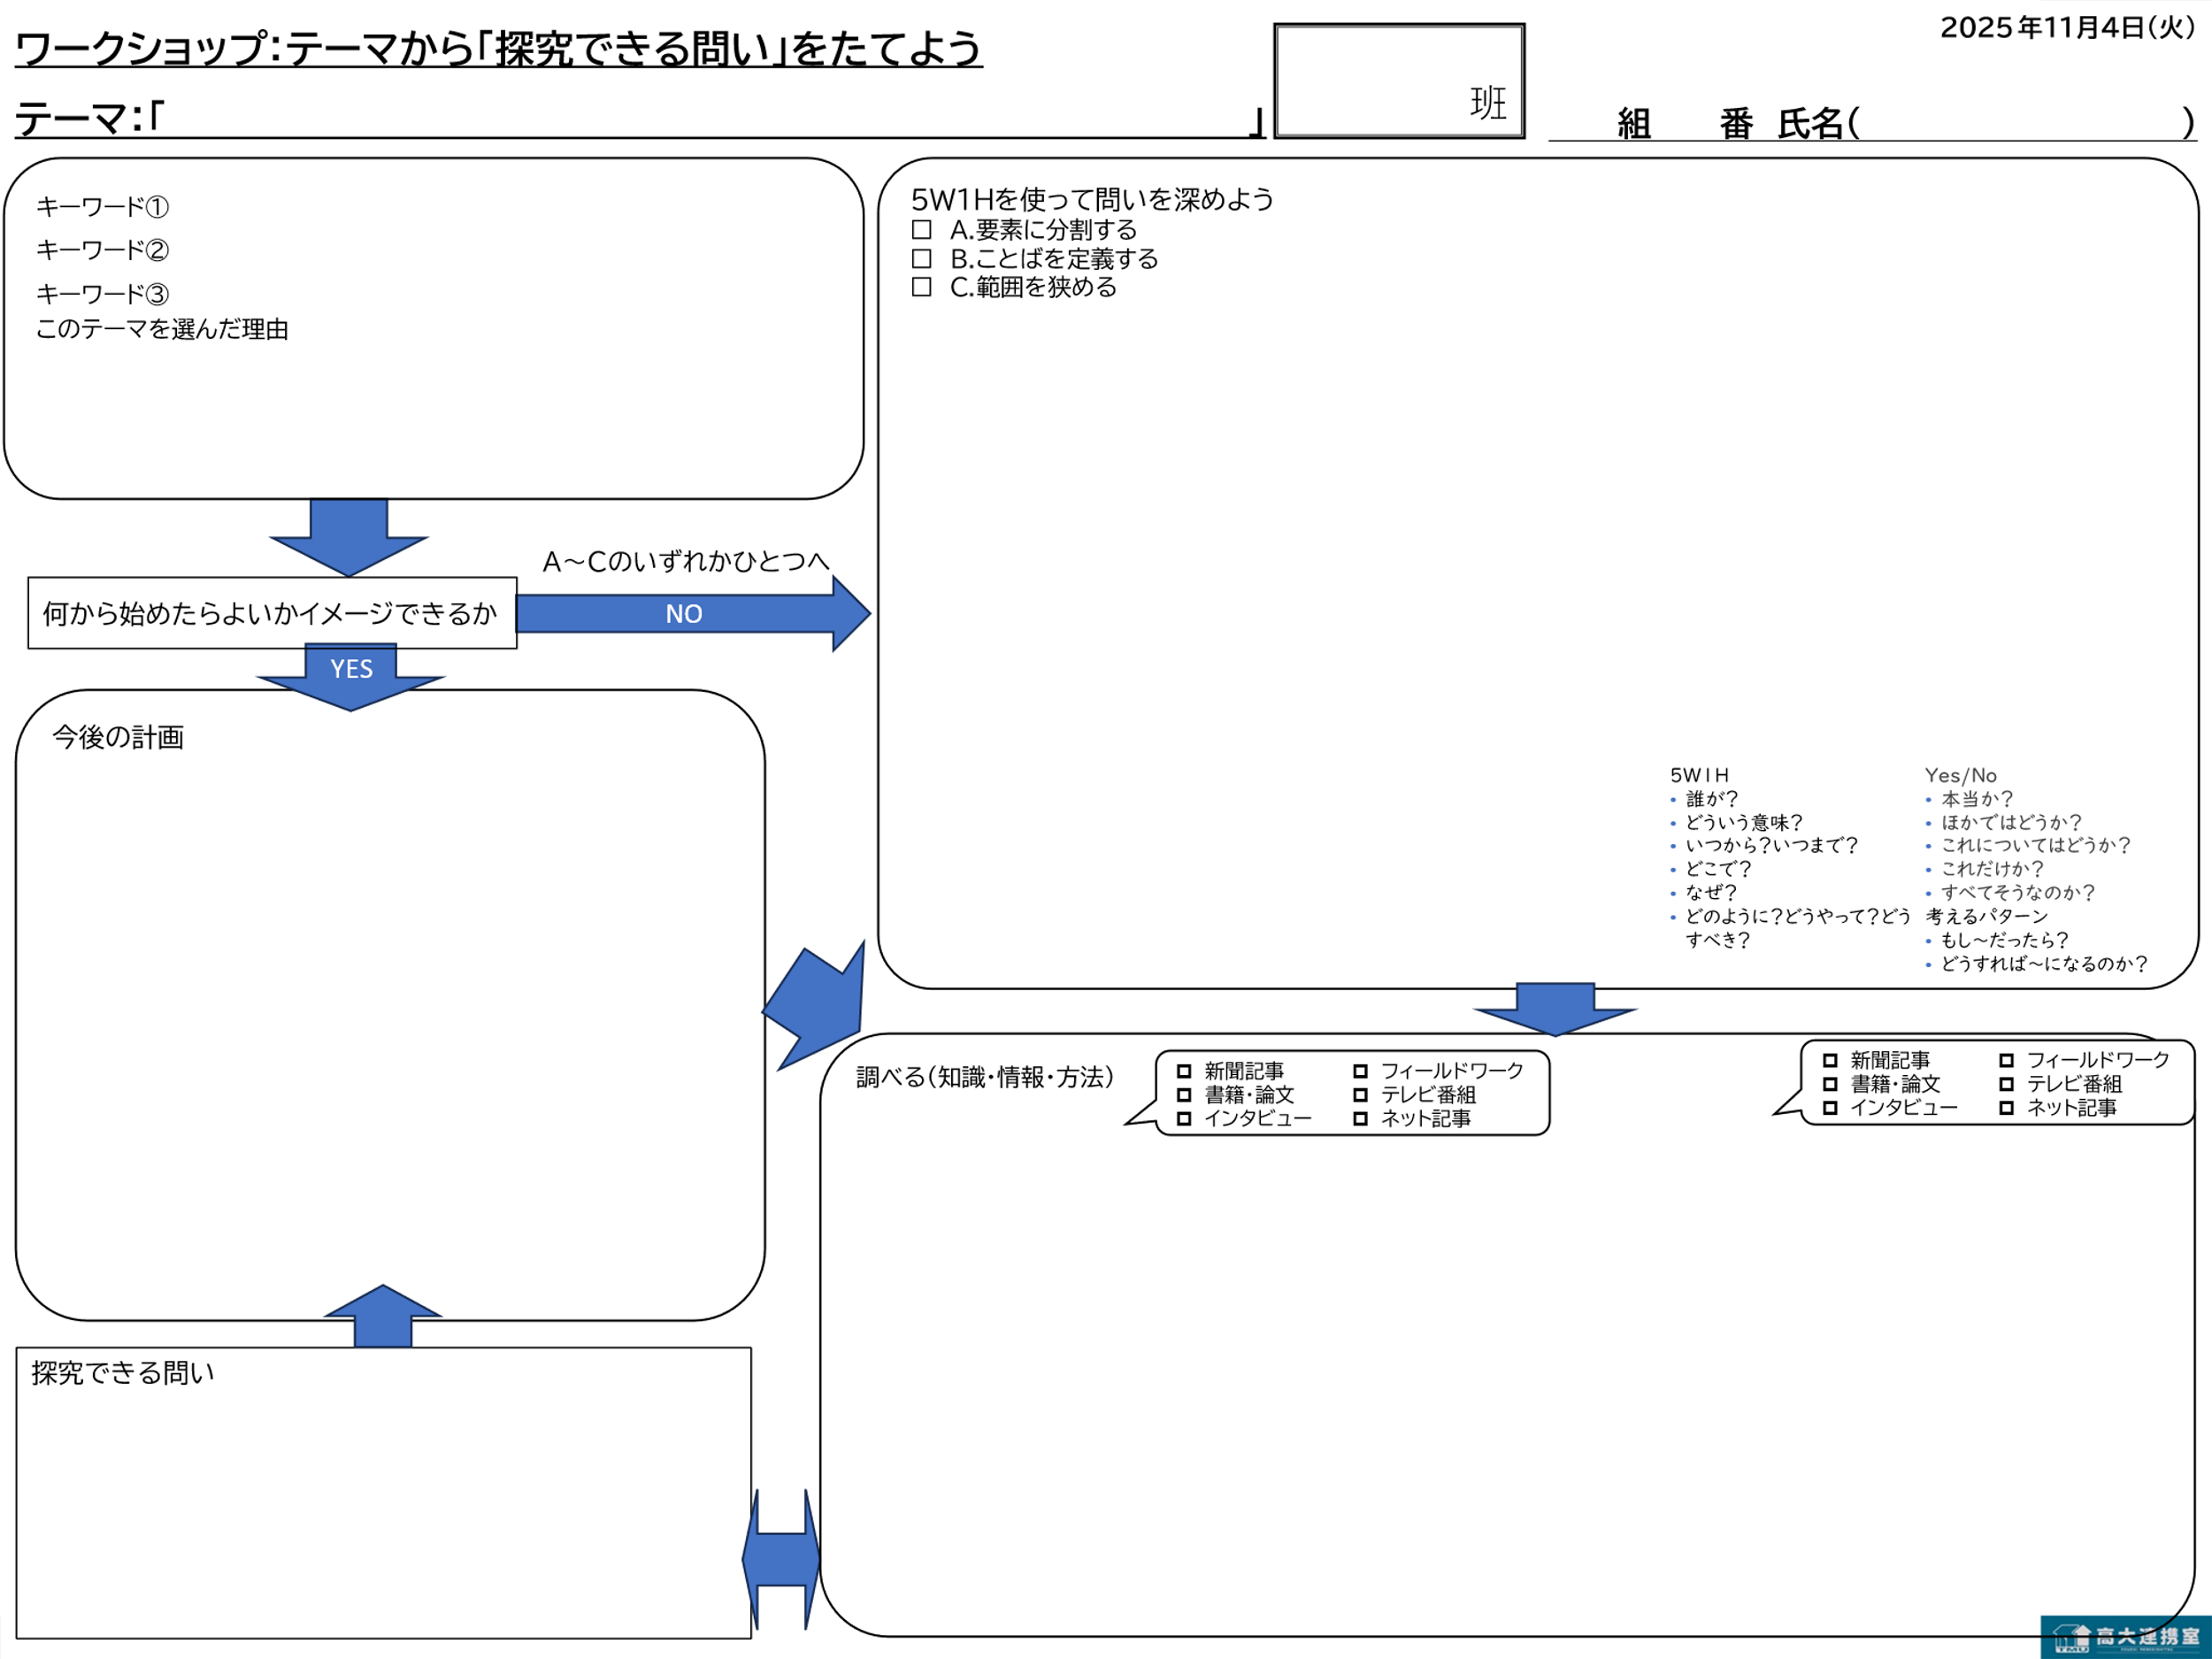 2025年11月4日(火)
ワークショップ:テーマから「探究できる問い」をたてよう
テーマ:「 」
班
組 番 氏名( )
キーワード①
キーワード②
キーワード③
このテーマを選んだ理由
5W1Hを使って問いを深めよう
□ A.要素に分割する
□ B.ことばを定義する
□ C.範囲を狭める
A~Cのいずれかひとつへ
何から始めたらよいかイメージできるか
NO
YES
今後の計画
5W1H
• 誰が?
• どういう意味?
• いつから?いつまで?
• どこで?
• なぜ?
• どのように?どうやって?どう
すべき?
Yes/No
• 本当か?
• ほかではどうか?
• これについてはどうか?
• これだけか?
• すべてそうなのか?
考えるパターン
• もし~だったら?
• どうすれば~になるのか?
調べる(知識・情報・方法)
□ 新聞記事
□ 書籍・論文
□ インタビュー
□ フィールドワーク
□ テレビ番組
□ ネット記事
□ 新聞記事
□ 書籍・論文
□ インタビュー
□ フィールドワーク
□ テレビ番組
□ ネット記事
探究できる問い
TMU
高大連携室